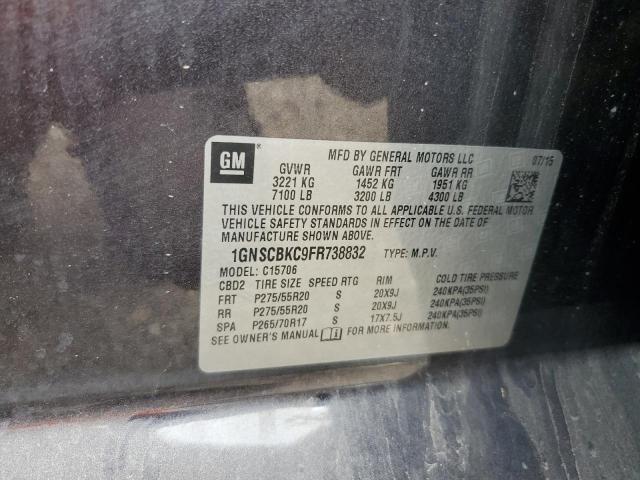 GM
MFD BY GENERAL MOTORS LLC 07/15
GVWR GAWR FRT GAWR RR
3221 KG 1452 KG 1951 KG
7100 LB 3200 LB 4300 LB
THIS VEHICLE CONFORMS TO ALL APPLICABLE U.S. FEDERAL MOTOR
VEHICLE SAFETY STANDARDS IN EFFECT ON THE DATE OF
MANUFACTURE SHOWN ABOVE.
1GNSCBKC9FR738832 TYPE: M.P.V.
MODEL: C15706
CBD2 TIRE SIZE SPEED RTG RIM COLD TIRE PRESSURE
FRT P275/55R20 S 20X9J 240KPA(35PSI)
RR P275/55R20 S 20X9J 240KPA(35PSI)
SPA P265/70R17 S 17X7.5J 240KPA(35PSI)
SEE OWNER'S MANUAL FOR MORE INFORMATION.